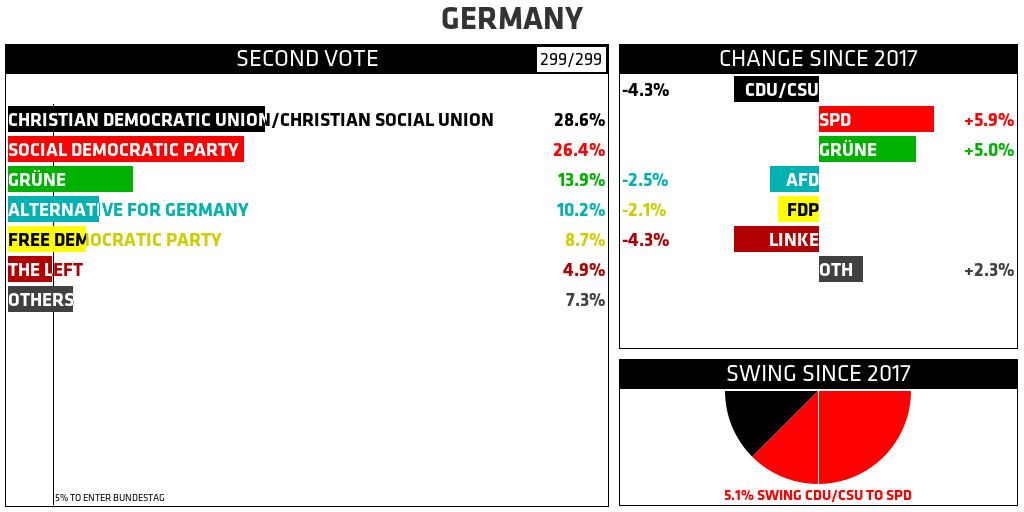 GERMANY
SECOND VOTE 299/299
CHRISTIAN DEMOCRATIC UNION/CHRISTIAN SOCIAL UNION 28.6%
SOCIAL DEMOCRATIC PARTY 26.4%
GRÜNE 13.9%
ALTERNATIVE FOR GERMANY 10.2%
FREE DEMOCRATIC PARTY 8.7%
THE LEFT 4.9%
OTHERS 7.3%
5% TO ENTER BUNDESTAG
CHANGE SINCE 2017
-4.3% CDU/CSU
SPD +5.9%
GRÜNE +5.0%
-2.5% AFD
-2.1% FDP
-4.3% LINKE
OTH +2.3%
SWING SINCE 2017
5.1% SWING CDU/CSU TO SPD